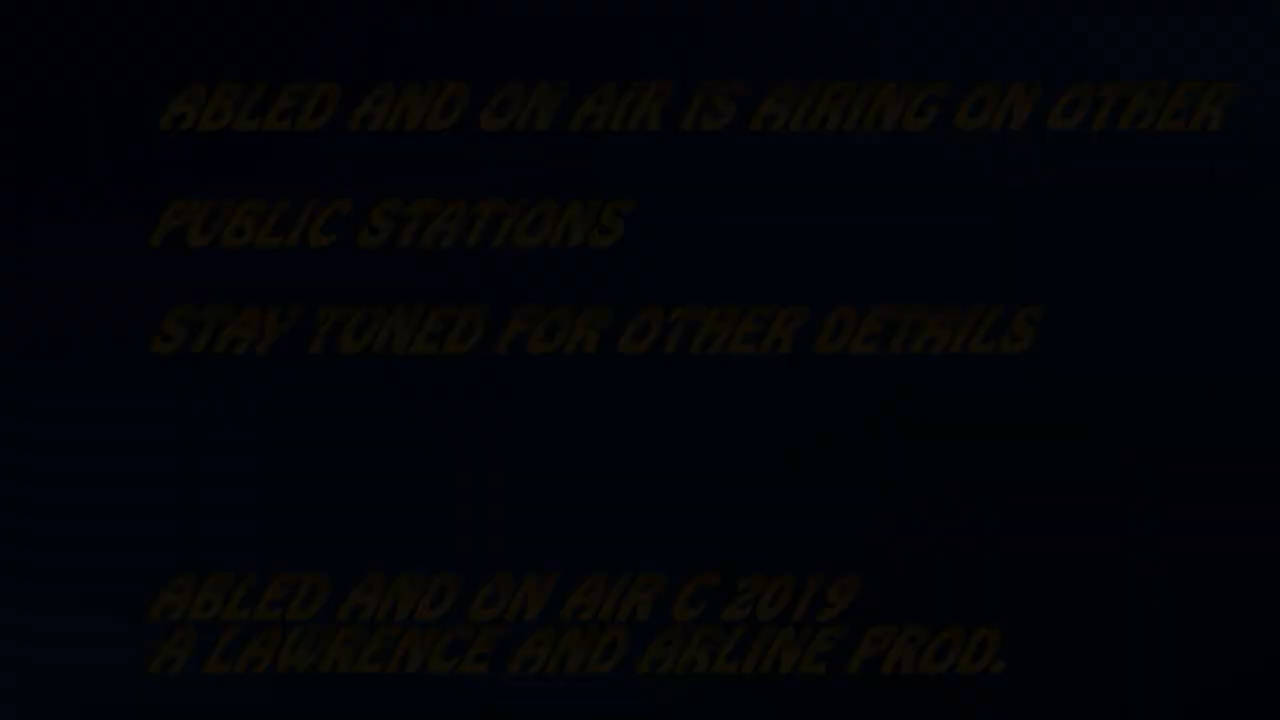 ABLED AND ON AIR IS AIRING ON OTHER
PUBLIC STATIONS
STAY TONED FOR OTHER DETAILS
ABLED AND ON AIR C 2019
A LAWRENCE AND ARLINE PROD.